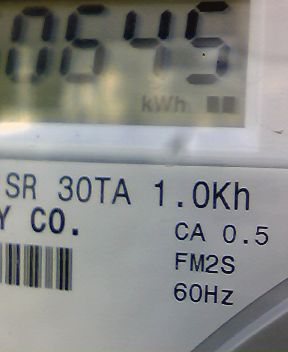 0645
kWh
SR 30TA 1.0Kh
Y CO.
CA 0.5
FM2S
60Hz